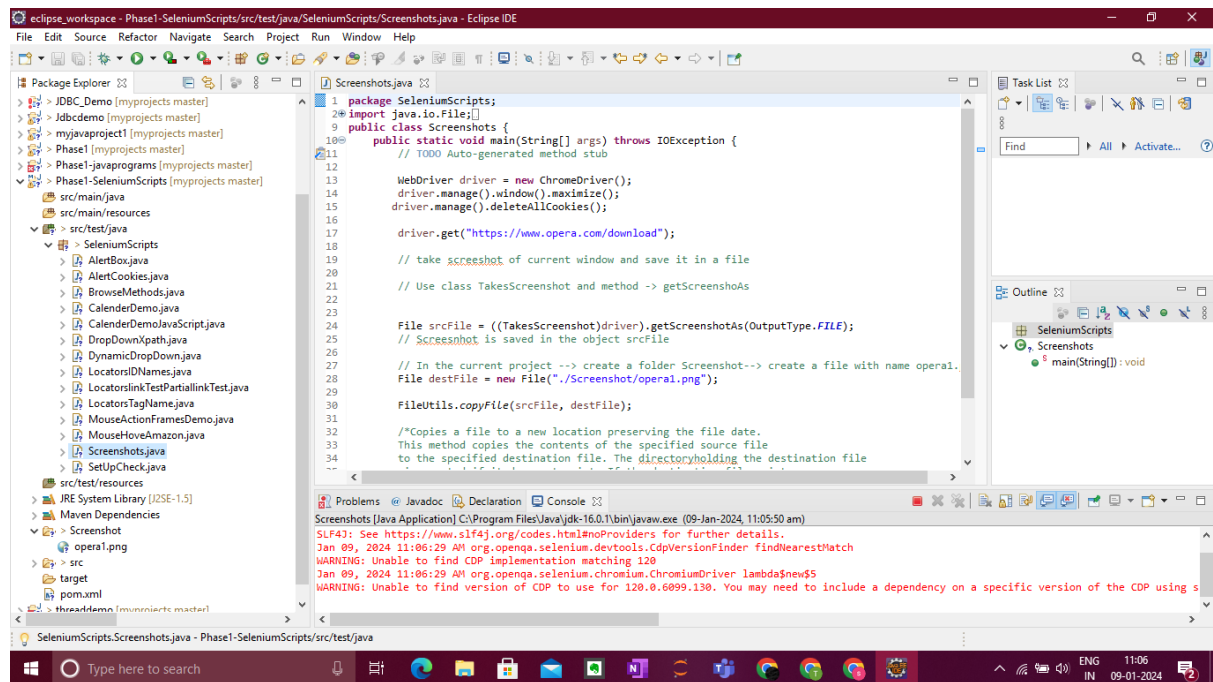 eclipse_workspace - Phase1-SeleniumScripts/src/test/java/SeleniumScripts/Screenshots.java - Eclipse IDE
File Edit Source Refactor Navigate Search Project Run Window Help
Package Explorer
> JDBC_Demo [myprojects master]
> Jdbcdemo [myprojects master]
> myjavaproject1 [myprojects master]
> Phase1 [myprojects master]
> Phase1-javaprograms [myprojects master]
> Phase1-SeleniumScripts [myprojects master]
src/main/java
src/main/resources
> src/test/java
> SeleniumScripts
AlertBox.java
AlertCookies.java
BrowseMethods.java
CalenderDemo.java
CalenderDemoJavaScript.java
DropDownXpath.java
DynamicDropDown.java
LocatorsIDNames.java
LocatorslinkTestPartiallinkTest.java
LocatorsTagName.java
MouseActionFramesDemo.java
MouseHoveAmazon.java
Screenshots.java
SetUpCheck.java
src/test/resources
JRE System Library [J2SE-1.5]
Maven Dependencies
> Screenshot
opera1.png
> src
target
pom.xml
> threaddemo [myprojects master]
Screenshots.java
1 package SeleniumScripts;
2 import java.io.File;
9 public class Screenshots {
10 public static void main(String[] args) throws IOException {
11 // TODO Auto-generated method stub
12
13 WebDriver driver = new ChromeDriver();
14 driver.manage().window().maximize();
15 driver.manage().deleteAllCookies();
16
17 driver.get("https://www.opera.com/download");
18
19 // take screeshot of current window and save it in a file
20
21 // Use class TakesScreenshot and method -> getScreenshoAs
22
23
24 File srcFile = ((TakesScreenshot)driver).getScreenshotAs(OutputType.FILE);
25 // Screesnhot is saved in the object srcFile
26
27 // In the current project --> create a folder Screenshot--> create a file with name opera1.
28 File destFile = new File("./Screenshot/opera1.png");
29
30 FileUtils.copyFile(srcFile, destFile);
31
32 /*Copies a file to a new location preserving the file date.
33 This method copies the contents of the specified source file
34 to the specified destination file. The directoryholding the destination file
Task List
Find All Activate...
Outline
SeleniumScripts
Screenshots
main(String[]) : void
Problems @ Javadoc Declaration Console
Screenshots [Java Application] C:\Program Files\Java\jdk-16.0.1\bin\javaw.exe (09-Jan-2024, 11:05:50 am)
SLF4J: See https://www.slf4j.org/codes.html#noProviders for further details.
Jan 09, 2024 11:06:29 AM org.openqa.selenium.devtools.CdpVersionFinder findNearestMatch
WARNING: Unable to find CDP implementation matching 120
Jan 09, 2024 11:06:29 AM org.openqa.selenium.chromium.ChromiumDriver lambda$new$5
WARNING: Unable to find version of CDP to use for 120.0.6099.130. You may need to include a dependency on a specific version of the CDP using s
SeleniumScripts.Screenshots.java - Phase1-SeleniumScripts/src/test/java
Type here to search
ENG 11:06
IN 09-01-2024
2